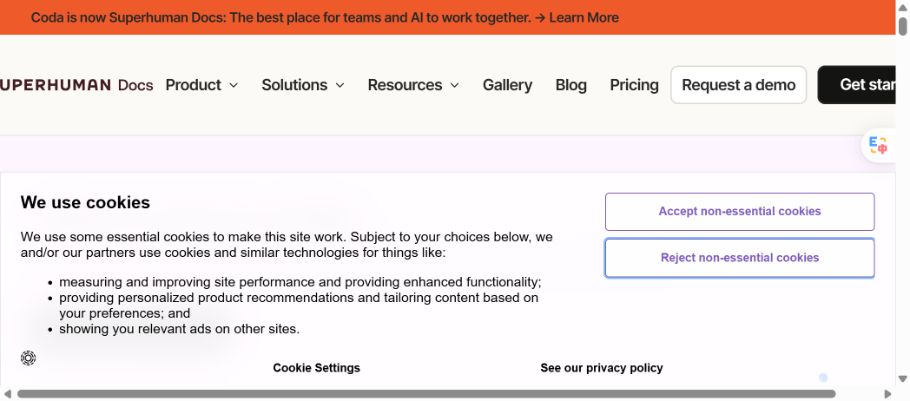 Coda is now Superhuman Docs: The best place for teams and AI to work together. → Learn More
UPERHUMAN Docs Product Solutions Resources Gallery Blog Pricing Request a demo Get star
We use cookies
Accept non-essential cookies
We use some essential cookies to make this site work. Subject to your choices below, we
and/or our partners use cookies and similar technologies for things like:
Reject non-essential cookies
• measuring and improving site performance and providing enhanced functionality;
• providing personalized product recommendations and tailoring content based on
your preferences; and
• showing you relevant ads on other sites.
Cookie Settings See our privacy policy